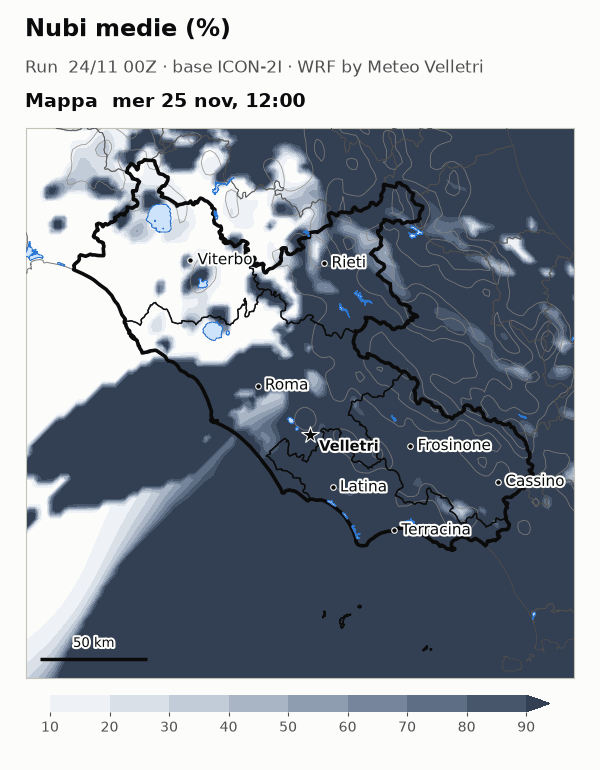 Nubi medie (%)
Run  24/11 00Z · base ICON-2I · WRF by Meteo Velletri
Mappa  mer 25 nov, 12:00
Viterbo
Rieti
Roma
Velletri
Frosinone
Cassino
Latina
Terracina
50 km
10 20 30 40 50 60 70 80 90